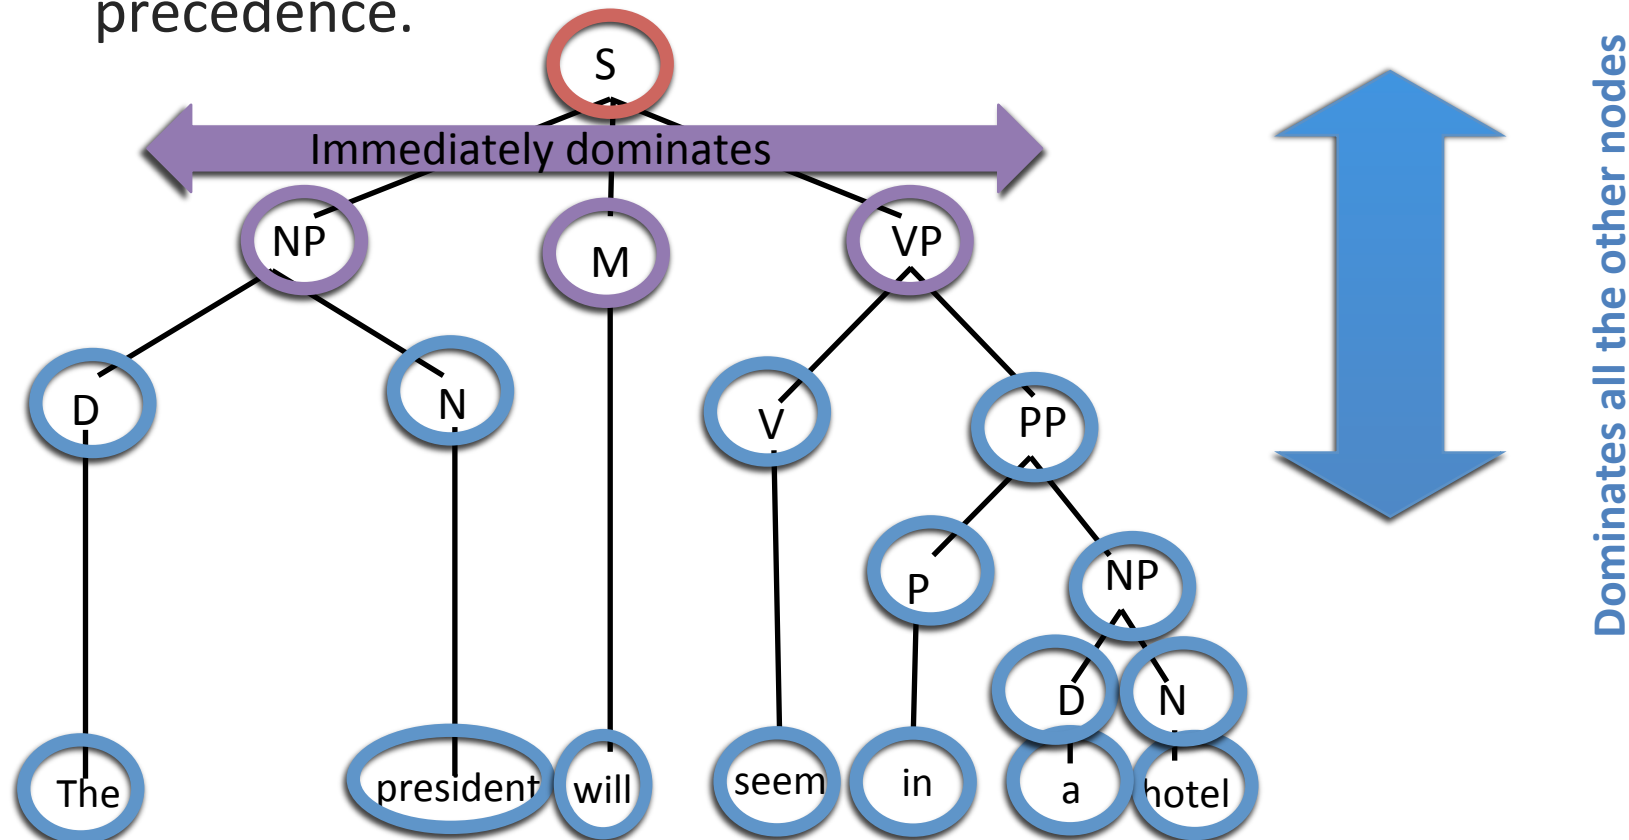 precedence.
S
Immediately dominates
NP M VP
D N V PP
P NP
D N
The president will seem in a hotel
Dominates all the other nodes